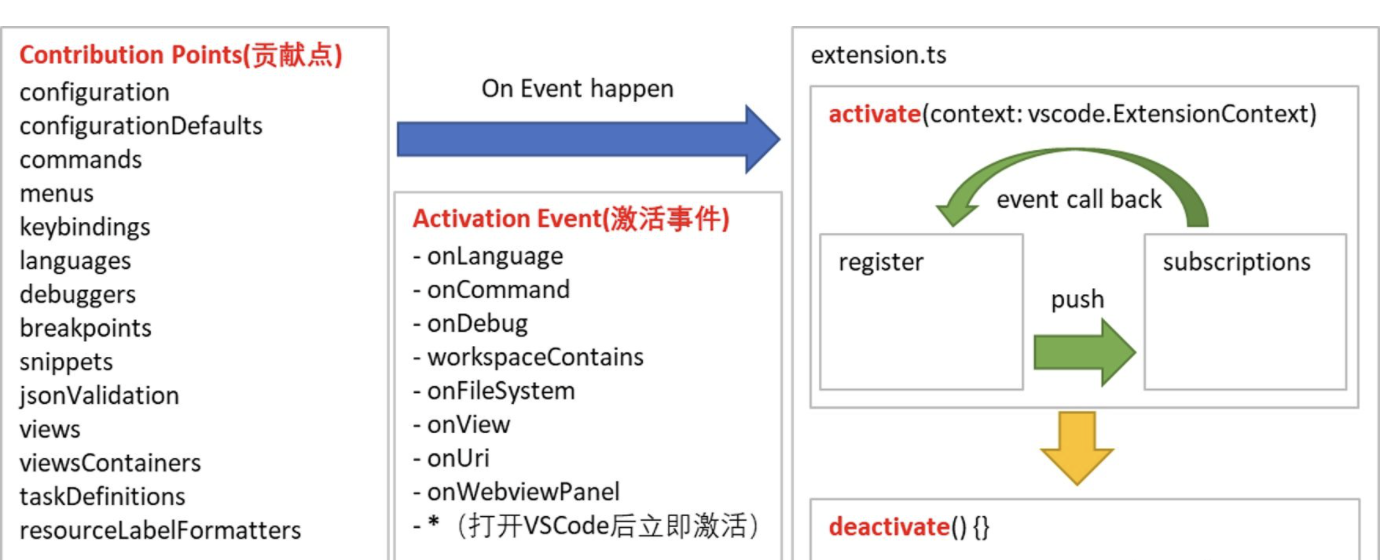 Contribution Points(贡献点)
configuration
configurationDefaults
commands
menus
keybindings
languages
debuggers
breakpoints
snippets
jsonValidation
views
viewsContainers
taskDefinitions
resourceLabelFormatters
On Event happen
Activation Event(激活事件)
- onLanguage
- onCommand
- onDebug
- workspaceContains
- onFileSystem
- onView
- onUri
- onWebviewPanel
- *（打开VSCode后立即激活）
extension.ts
activate(context: vscode.ExtensionContext)
event call back
register
subscriptions
push
deactivate() {}